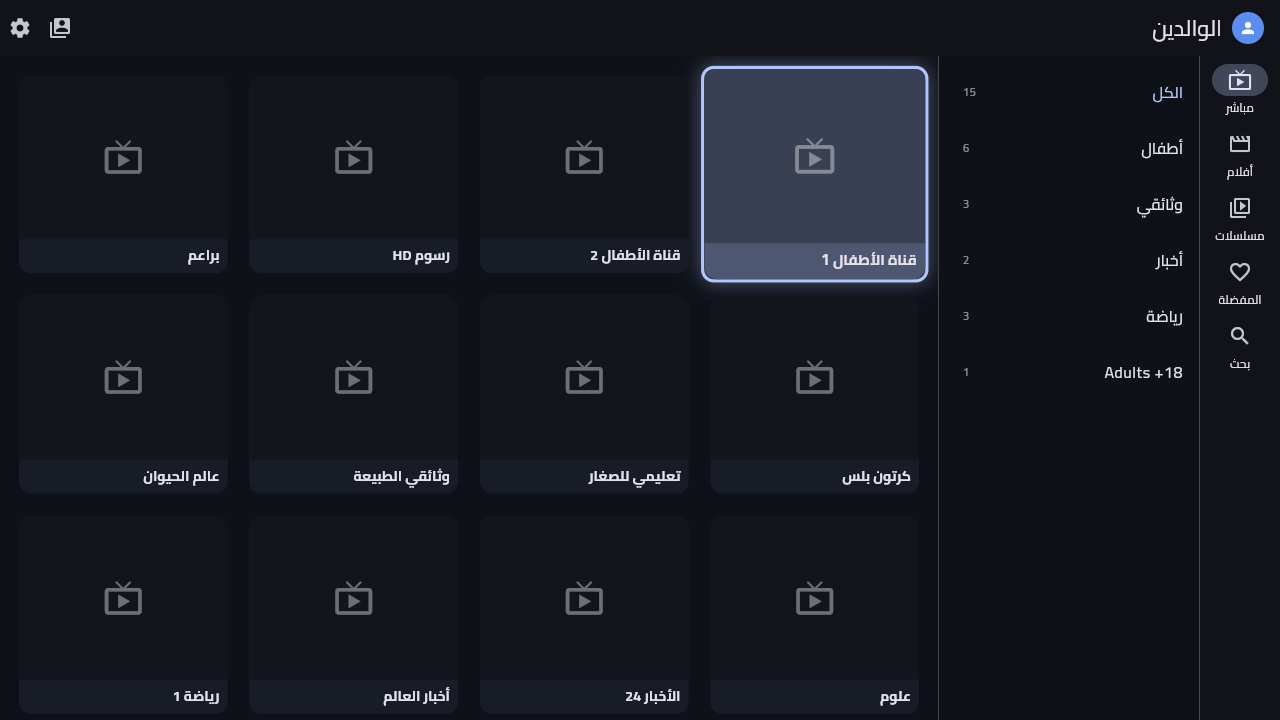 الوالدين
مباشر
أفلام
مسلسلات
المفضلة
بحث
الكل 15
أطفال 6
وثائقي 3
أخبار 2
رياضة 3
Adults +18 1
قناة الأطفال 1
قناة الأطفال 2
رسوم HD
براعم
كرتون بلس
تعليمي للصغار
وثائقي الطبيعة
عالم الحيوان
علوم
الأخبار 24
أخبار العالم
رياضة 1